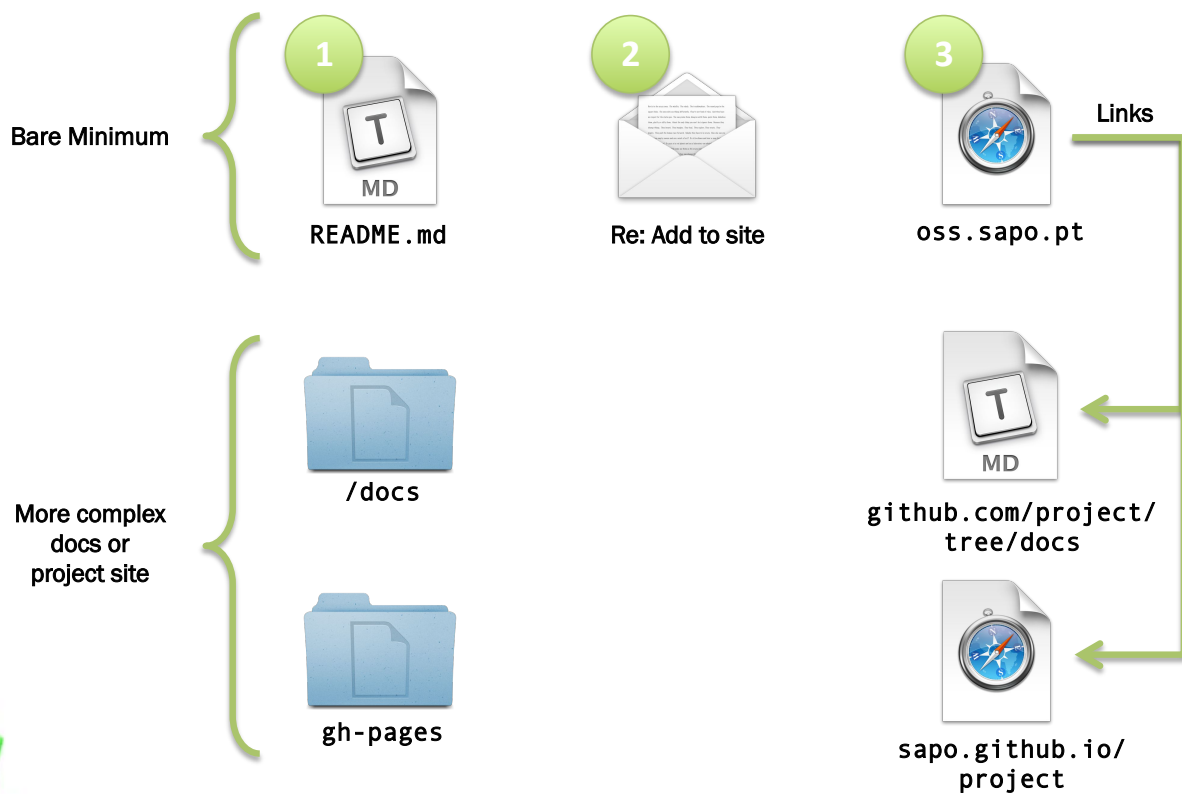 1
2
3
Links
Bare Minimum
T
MD
README.md
Re: Add to site
oss.sapo.pt
T
MD
/docs
github.com/project/
tree/docs
More complex
docs or
project site
gh-pages
sapo.github.io/
project